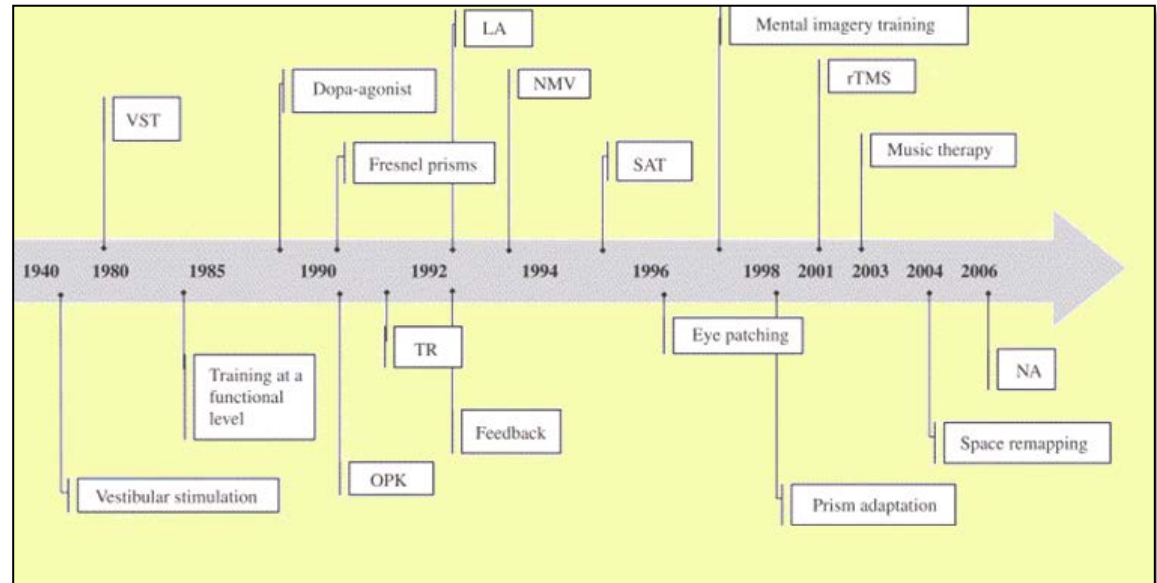 Mental imagery training
LA
Dopa-agonist
NMV
rTMS
VST
Fresnel prisms
SAT
Music therapy
1940 1980 1985 1990 1992 1994 1996 1998 2001 2003 2004 2006
Eye patching
TR
Training at a
functional
level
NA
Feedback
Space remapping
OPK
Vestibular stimulation
Prism adaptation